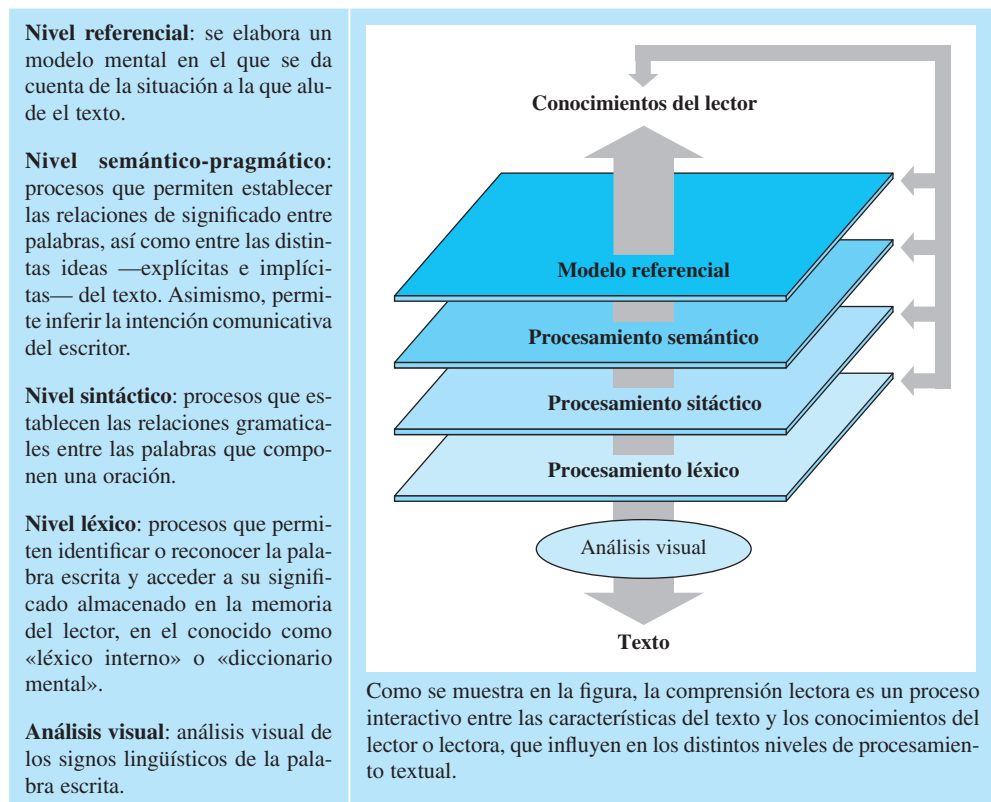 Nivel referencial: se elabora un
modelo mental en el que se da
cuenta de la situación a la que alu-
de el texto.
Nivel semántico-pragmático:
procesos que permiten establecer
las relaciones de significado entre
palabras, así como entre las distin-
tas ideas —explícitas e implíci-
tas— del texto. Asimismo, permi-
te inferir la intención comunicativa
del escritor.
Nivel sintáctico: procesos que es-
tablecen las relaciones gramatica-
les entre las palabras que compo-
nen una oración.
Nivel léxico: procesos que permi-
ten identificar o reconocer la pala-
bra escrita y acceder a su signifi-
cado almacenado en la memoria
del lector, en el conocido como
«léxico interno» o «diccionario
mental».
Análisis visual: análisis visual de
los signos lingüísticos de la pala-
bra escrita.
Conocimientos del lector
Modelo referencial
Procesamiento semántico
Procesamiento sitáctico
Procesamiento léxico
Análisis visual
Texto
Como se muestra en la figura, la comprensión lectora es un proceso
interactivo entre las características del texto y los conocimientos del
lector o lectora, que influyen en los distintos niveles de procesamien-
to textual.